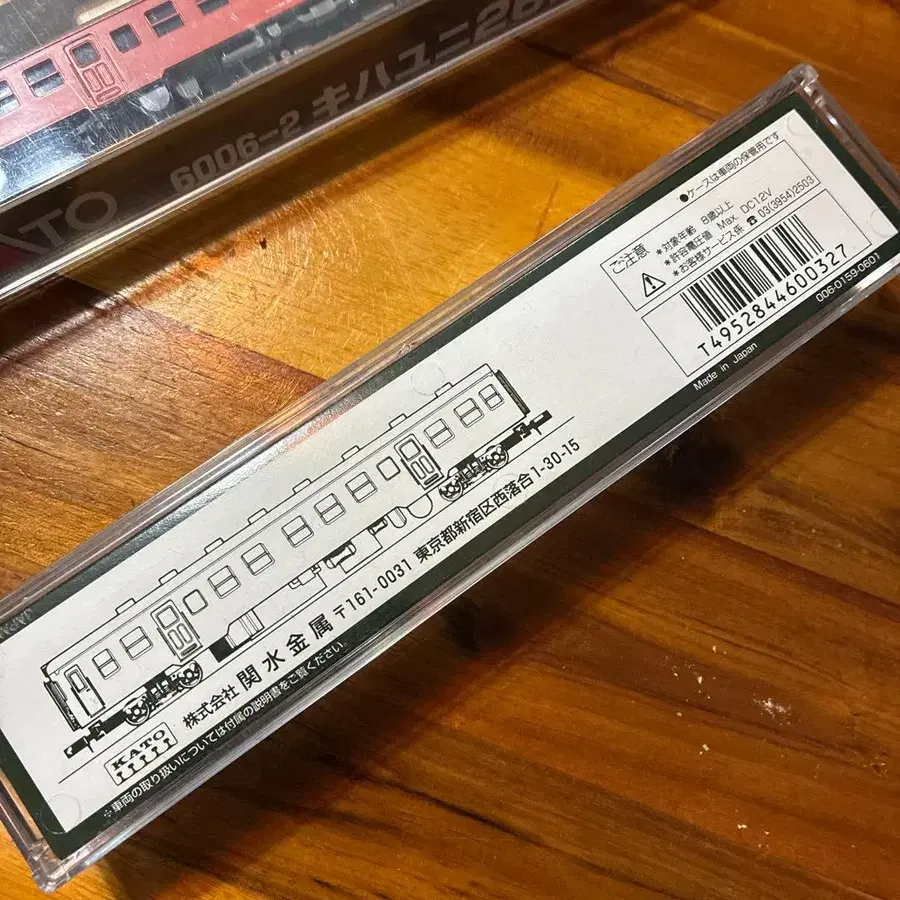 6006-2 キハユニ26
ATO
●ケースは車両の保管用です
ご注意
＊対象年齢 8歳以上
＊許容電圧値 Max. DC12V
＊お客様サービス係 ☎ 03(3954)2503
T4952844600327
006-0159-0601
Made in Japan
JAPAN
KATO
株式会社 関水金属 〒161-0031 東京都新宿区西落合1-30-15
※車両の取り扱いについては付属の説明書をご覧ください。